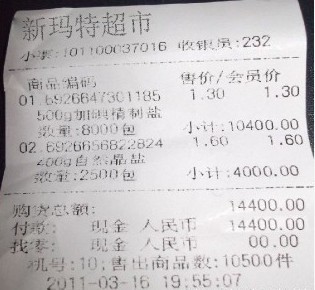 新玛特超市
小票:101100037016 收银员:232
商品编码 售价/会员价
01.6926647301185 1.30 1.30
500g加碘精制盐
数量:8000包 小计:10400.00
02.6926656822824 1.60 1.60
400g自然晶盐
数量:2500包 小计:4000.00
购货总额: 14400.00
付款: 现金 人民币 14400.00
找零: 现金 人民币 00.00
机号:10;售出商品数:10500件
2011-03-16 19:55:07